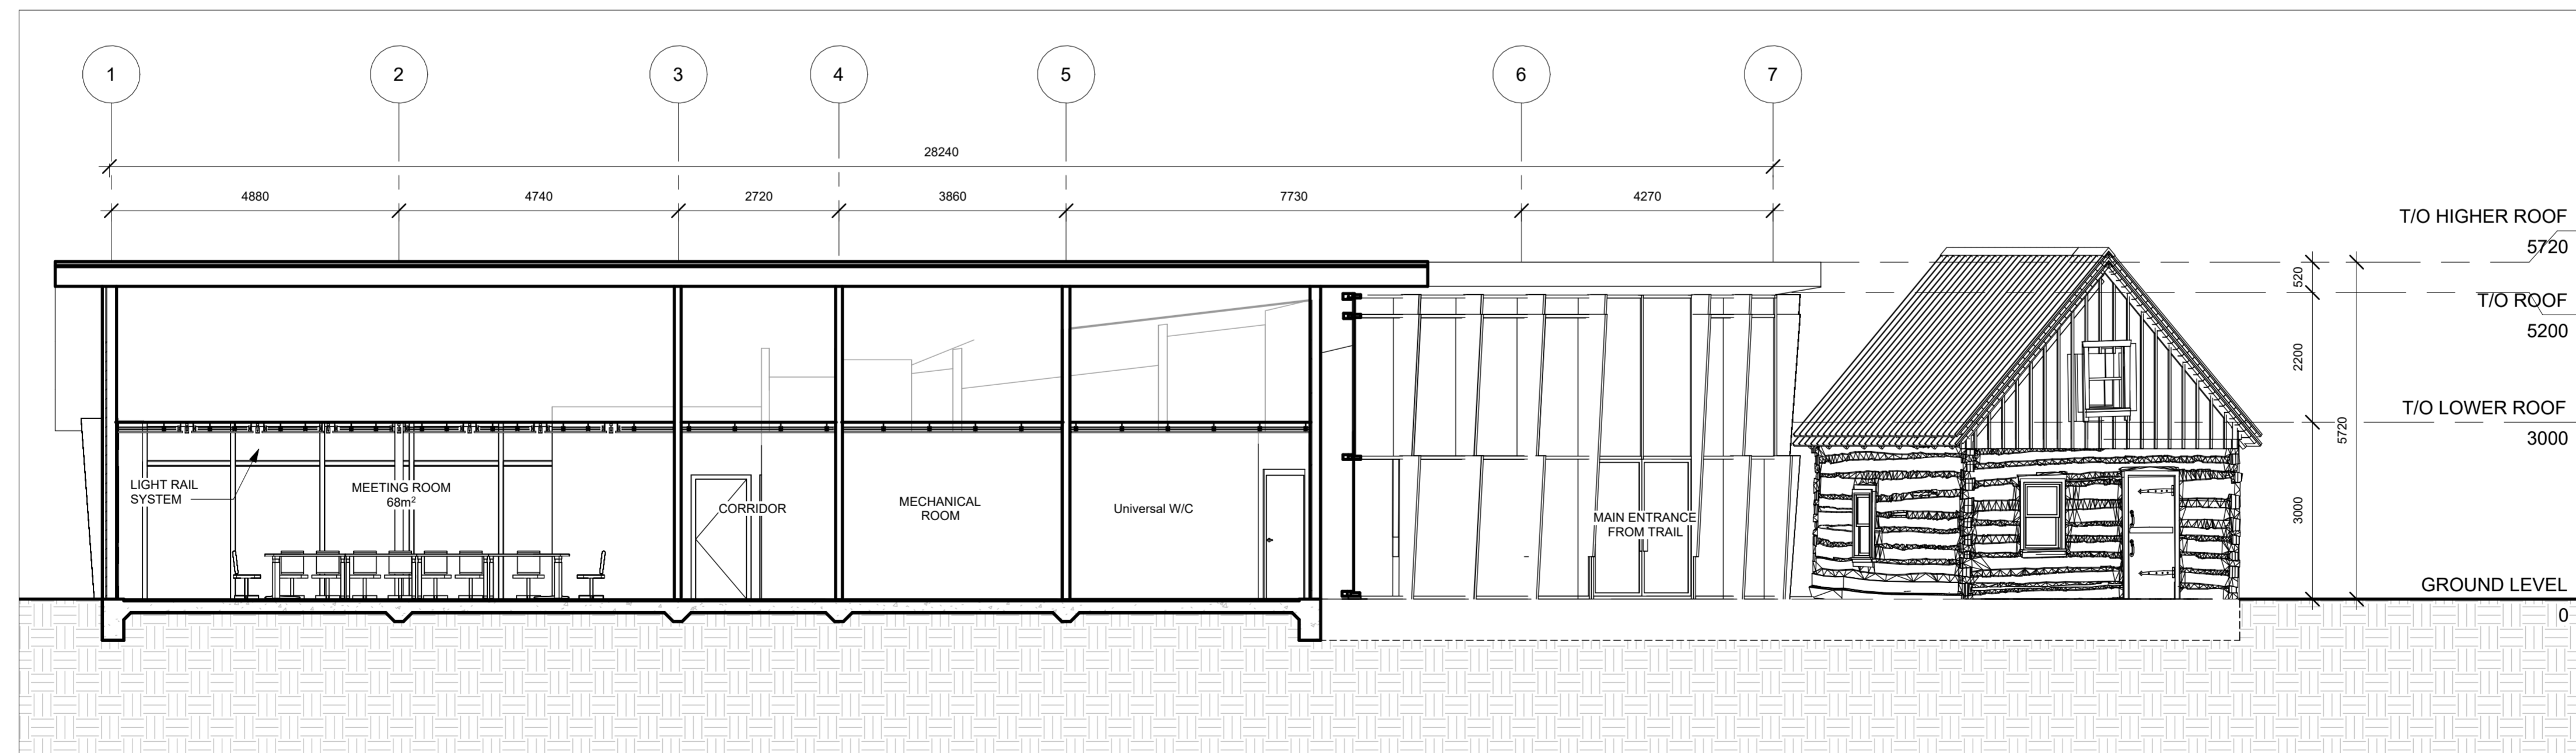 1
2
3
4
5
6
7
28240
4880
4740
2720
3860
7730
4270
T/O HIGHER ROOF
5720
520
T/O ROOF
5200
2200
T/O LOWER ROOF
3000
5720
3000
LIGHT RAIL
SYSTEM
MEETING ROOM
68m²
CORRIDOR
MECHANICAL
ROOM
Universal W/C
MAIN ENTRANCE
FROM TRAIL
GROUND LEVEL
0